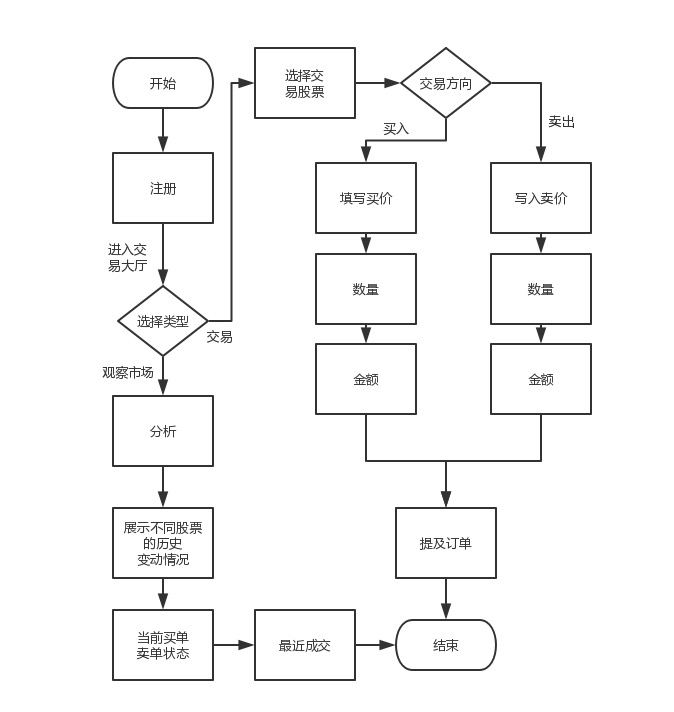 开始
注册
进入交
易大厅
选择类型
交易
观察市场
分析
展示不同股票
的历史
变动情况
当前买单
卖单状态
最近成交
选择交
易股票
交易方向
买入
卖出
填写买价
数量
金额
写入卖价
数量
金额
提及订单
结束